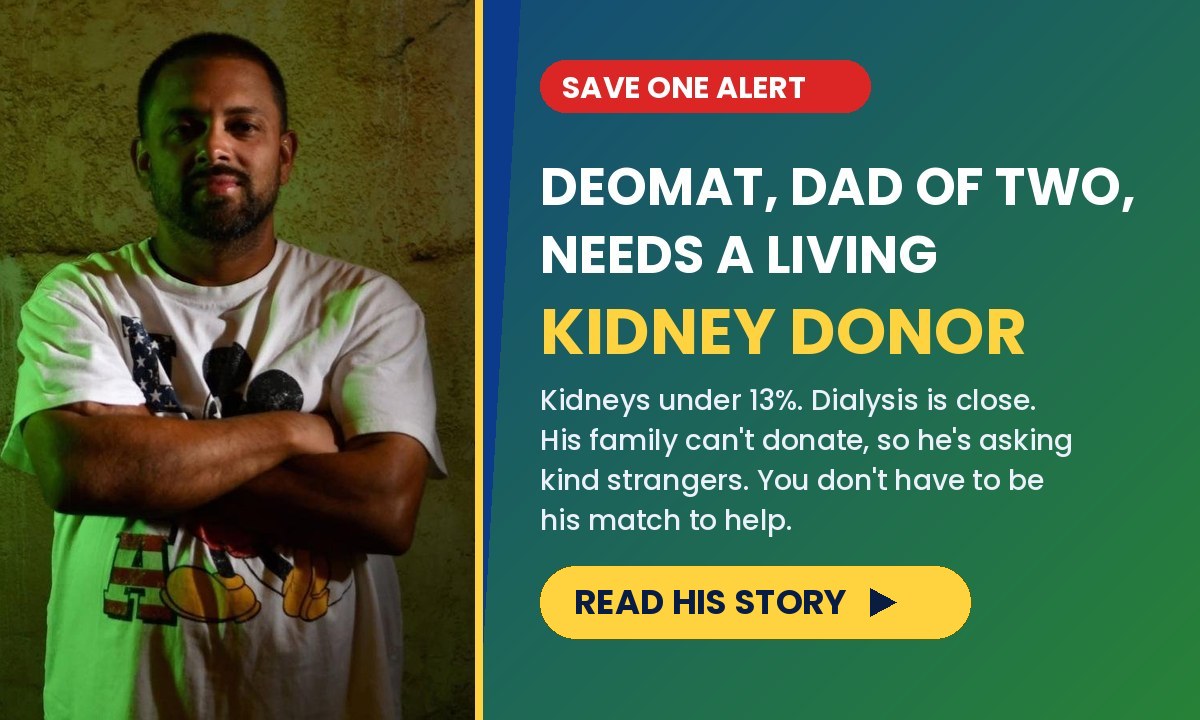 SAVE ONE ALERT
DEOMAT, DAD OF TWO,
NEEDS A LIVING
KIDNEY DONOR
Kidneys under 13%. Dialysis is close.
His family can't donate, so he's asking
kind strangers. You don't have to be
his match to help.
READ HIS STORY